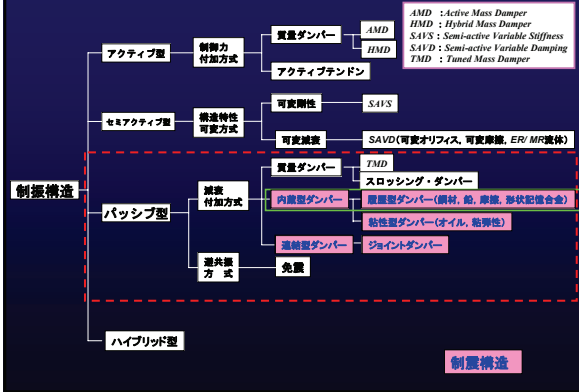 AMD : Active Mass Damper
HMD : Hybrid Mass Damper
SAVS : Semi-active Variable Stiffness
SAVD : Semi-active Variable Damping
TMD : Tuned Mass Damper
制振構造
アクティブ型
制御力
付加方式
質量ダンパー
AMD
HMD
アクティブテンドン
セミアクティブ型
構造特性
可変方式
可変剛性
SAVS
可変減衰
SAVD(可変オリフィス, 可変摩擦, ER/ MR流体)
パッシブ型
減衰
付加方式
質量ダンパー
TMD
スロッシング・ダンパー
内蔵型ダンパー
履歴型ダンパー(鋼材, 鉛, 摩擦, 形状記憶合金)
粘性型ダンパー(オイル, 粘弾性)
連結型ダンパー
ジョイントダンパー
避共振
方 式
免震
ハイブリッド型
制震構造